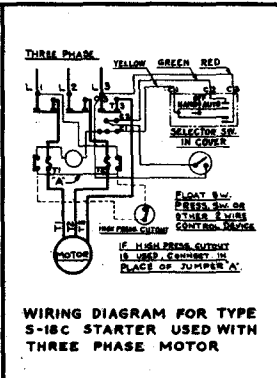 THREE PHASE
YELLOW GREEN RED
L1 L2 L3
C1 C2 C3
OFF
HAND AUTO
SELECTOR SW.
IN COVER
T1
"A"
FLOAT SW.
PRESS. SW. OR
OTHER 2 WIRE
CONTROL DEVICE
HIGH PRESS. CUTOUT
T1
MOTOR
IF HIGH PRESS. CUTOUT
IS USED, CONNECT IN
PLACE OF JUMPER "A".
WIRING DIAGRAM FOR TYPE
S-18C STARTER USED WITH
THREE PHASE MOTOR